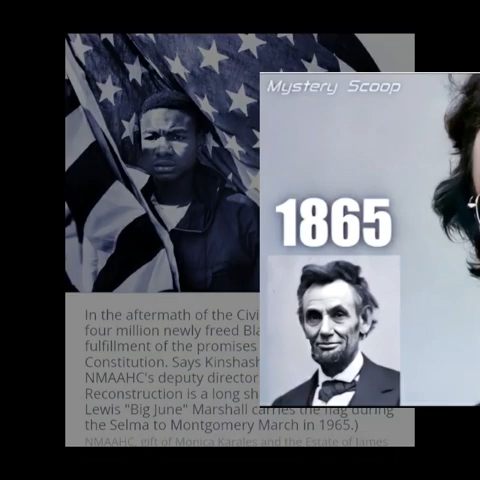 Mystery Scoop
1865
In the aftermath of the Civi
four million newly freed Bla
fulfillment of the promises
Constitution. Says Kinshash
NMAAHC's deputy director
Reconstruction is a long sh
Lewis "Big June" Marshall carries the flag during
the Selma to Montgomery March in 1965.)
NMAAHC, gift of Monica Karales and the Estate of James